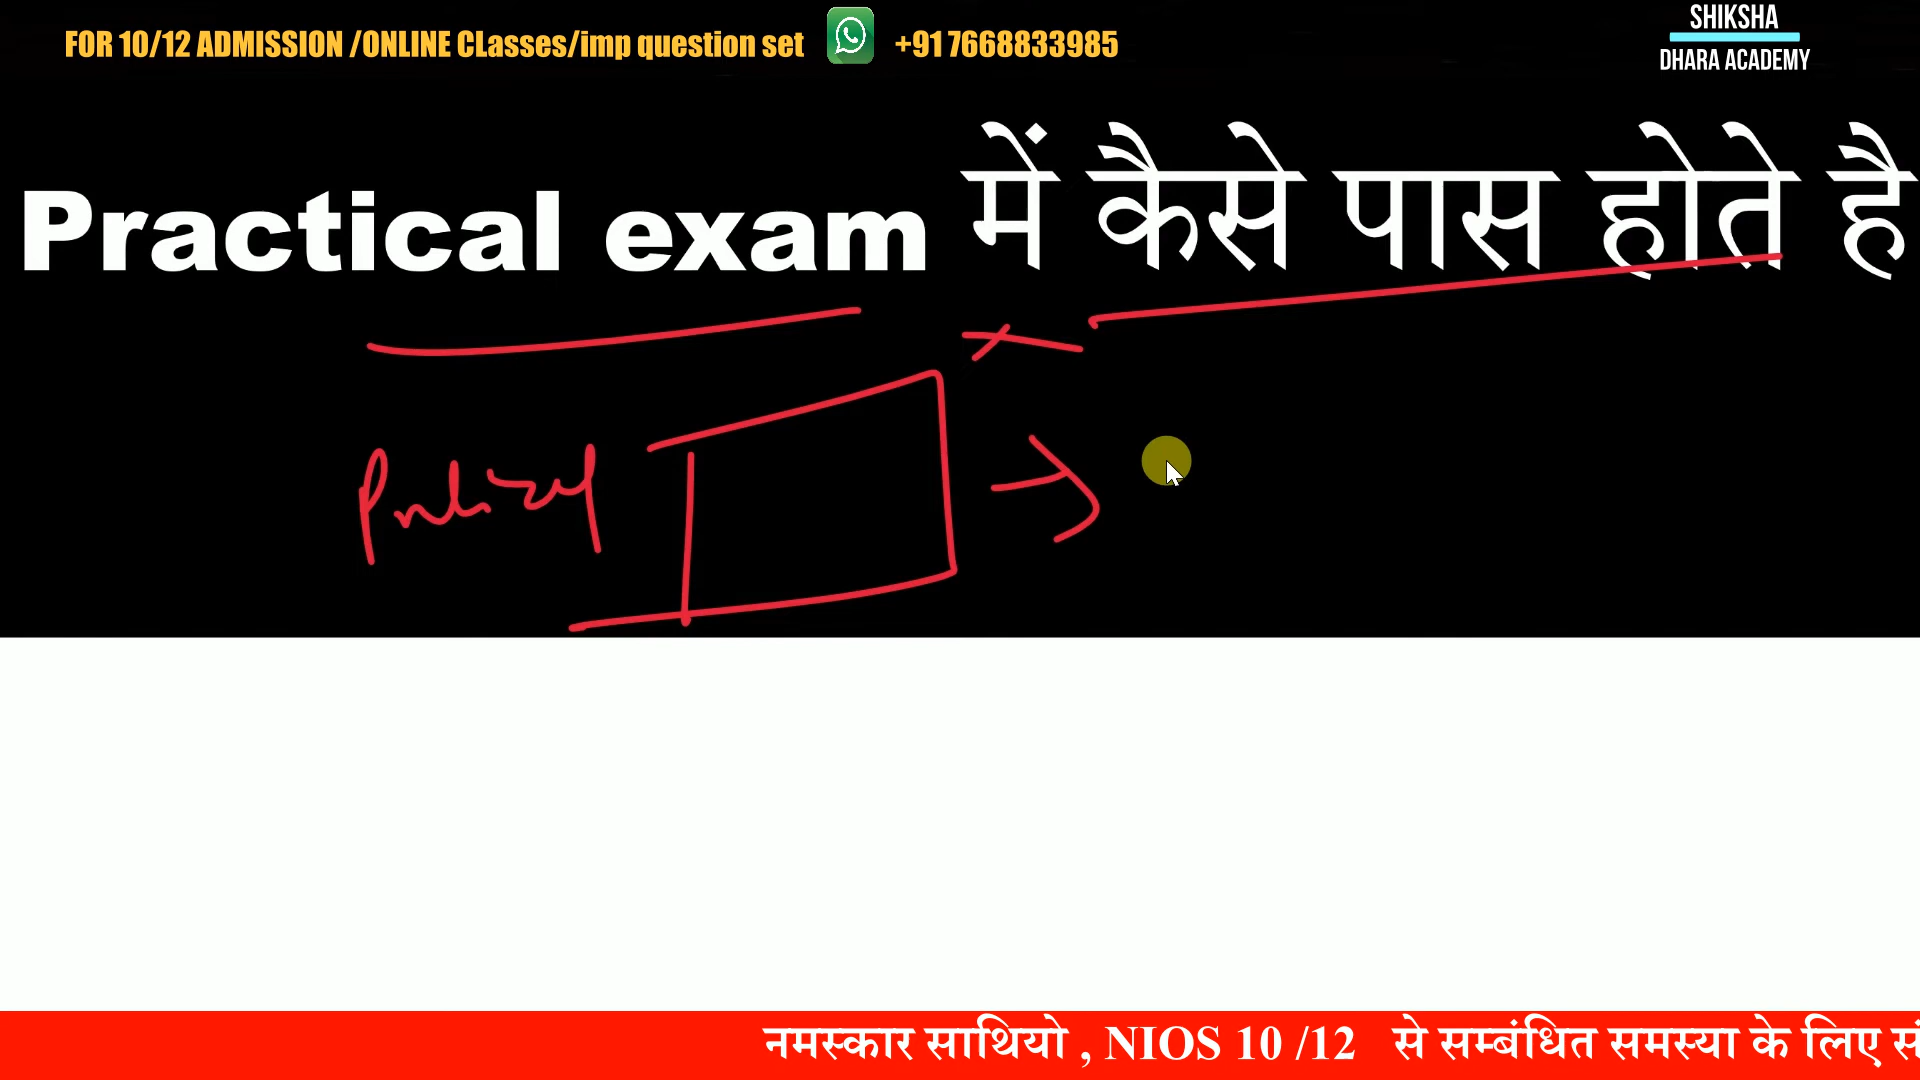 FOR 10/12 ADMISSION /ONLINE CLasses/imp question set +91 7668833985
SHIKSHA
DHARA ACADEMY
Practical exam में कैसे पास होते है
नमस्कार साथियो , NIOS 10 /12 से सम्बंधित समस्या के लिए